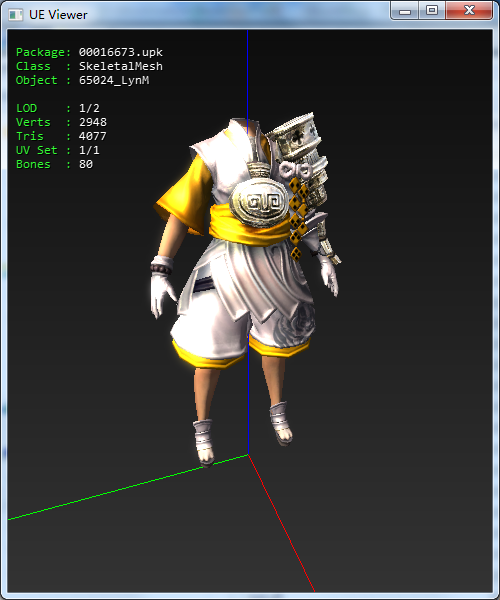 UE Viewer
Package: 00016673.upk
Class : SkeletalMesh
Object : 65024_LynM
LOD : 1/2
Verts : 2948
Tris : 4077
UV Set : 1/1
Bones : 80